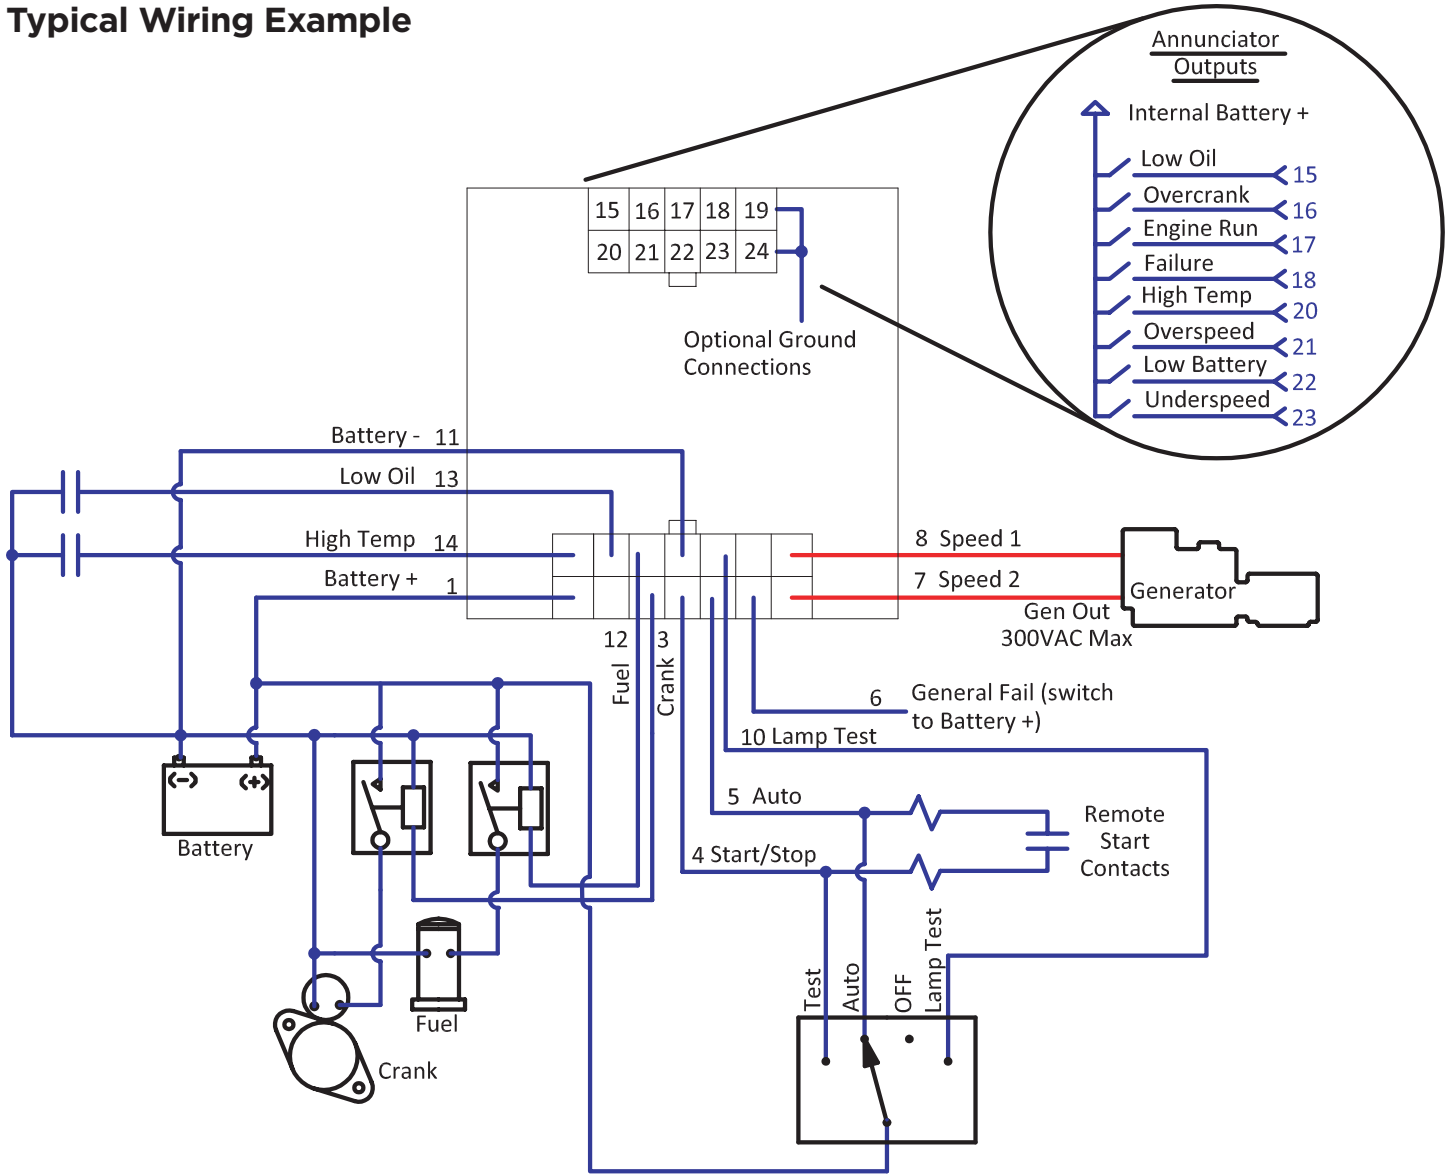 Typical Wiring Example
Annunciator
Outputs
Internal Battery +
Low Oil 15
Overcrank 16
Engine Run 17
Failure 18
High Temp 20
Overspeed 21
Low Battery 22
Underspeed 23
15 16 17 18 19
20 21 22 23 24
Optional Ground
Connections
Battery - 11
Low Oil 13
High Temp 14
Battery + 1
8 Speed 1
7 Speed 2
Gen Out
300VAC Max
Generator
12 3
Fuel
Crank
6 General Fail (switch
to Battery +)
10 Lamp Test
5 Auto
4 Start/Stop
Remote
Start
Contacts
(-) (+)
Battery
Fuel
Crank
Test
Auto
OFF
Lamp Test